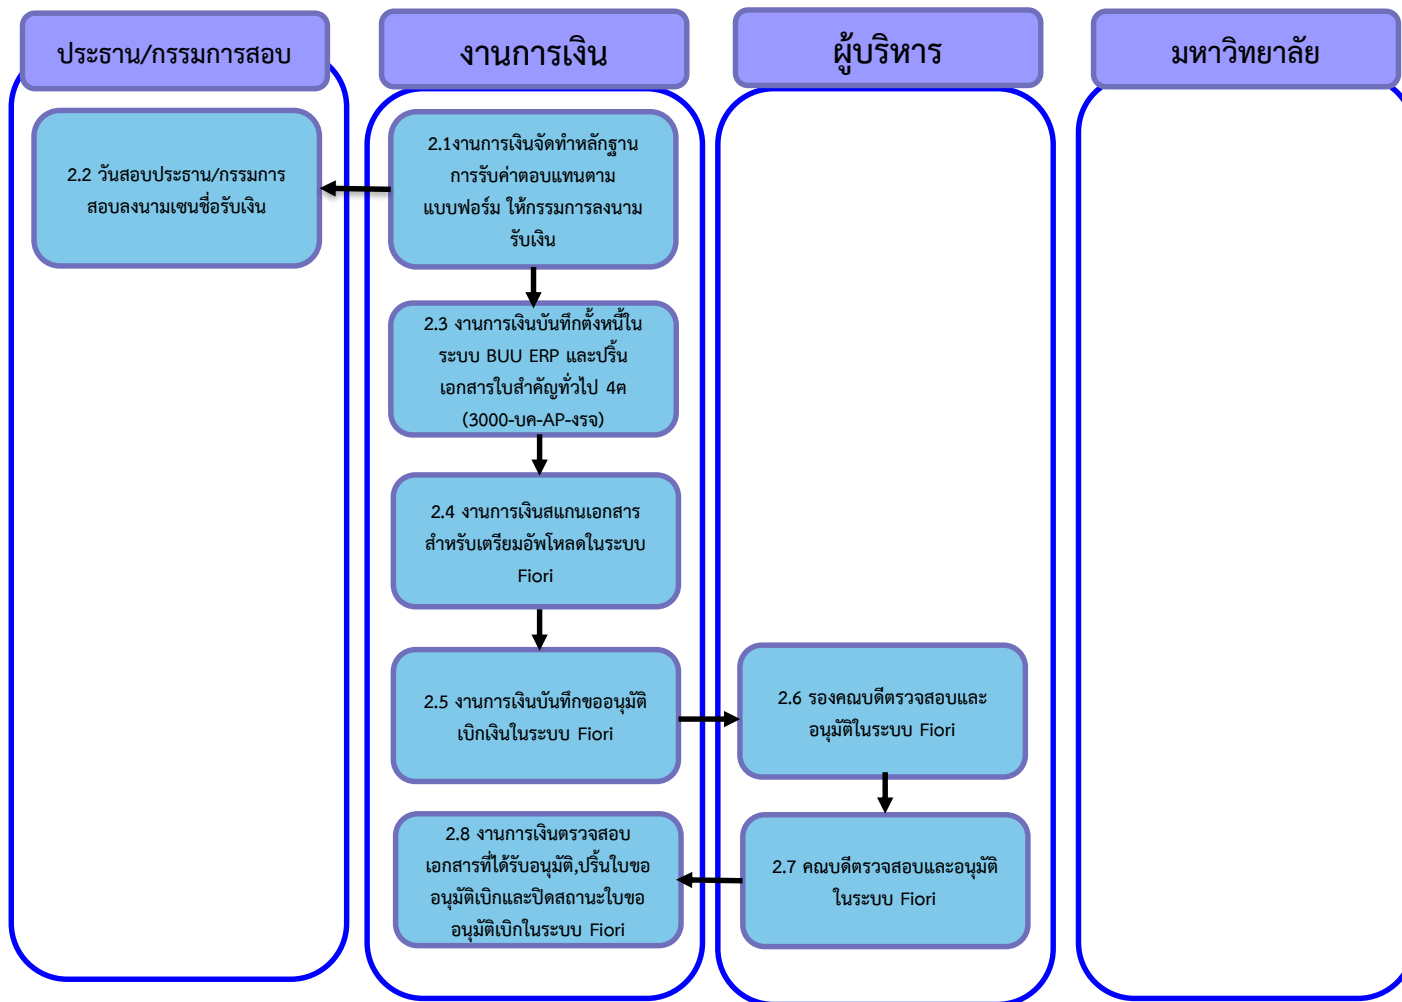 ประธาน/กรรมการสอบ
งานการเงิน
ผู้บริหาร
มหาวิทยาลัย
2.1งานการเงินจัดทำหลักฐาน
การรับค่าตอบแทนตาม
แบบฟอร์ม ให้กรรมการลงนาม
รับเงิน
2.2 วันสอบประธาน/กรรมการ
สอบลงนามเซนชื่อรับเงิน
2.3 งานการเงินบันทึกตั้งหนี้ใน
ระบบ BUU ERP และปริ้น
เอกสารใบสำคัญทั่วไป 4ฅ
(3000-บค-AP-งรจ)
2.4 งานการเงินสแกนเอกสาร
สำหรับเตรียมอัพโหลดในระบบ
Fiori
2.5 งานการเงินบันทึกขออนุมัติ
เบิกเงินในระบบ Fiori
2.6 รองคณบดีตรวจสอบและ
อนุมัติในระบบ Fiori
2.7 คณบดีตรวจสอบและอนุมัติ
ในระบบ Fiori
2.8 งานการเงินตรวจสอบ
เอกสารที่ได้รับอนุมัติ,ปริ้นใบขอ
อนุมัติเบิกและปิดสถานะใบขอ
อนุมัติเบิกในระบบ Fiori